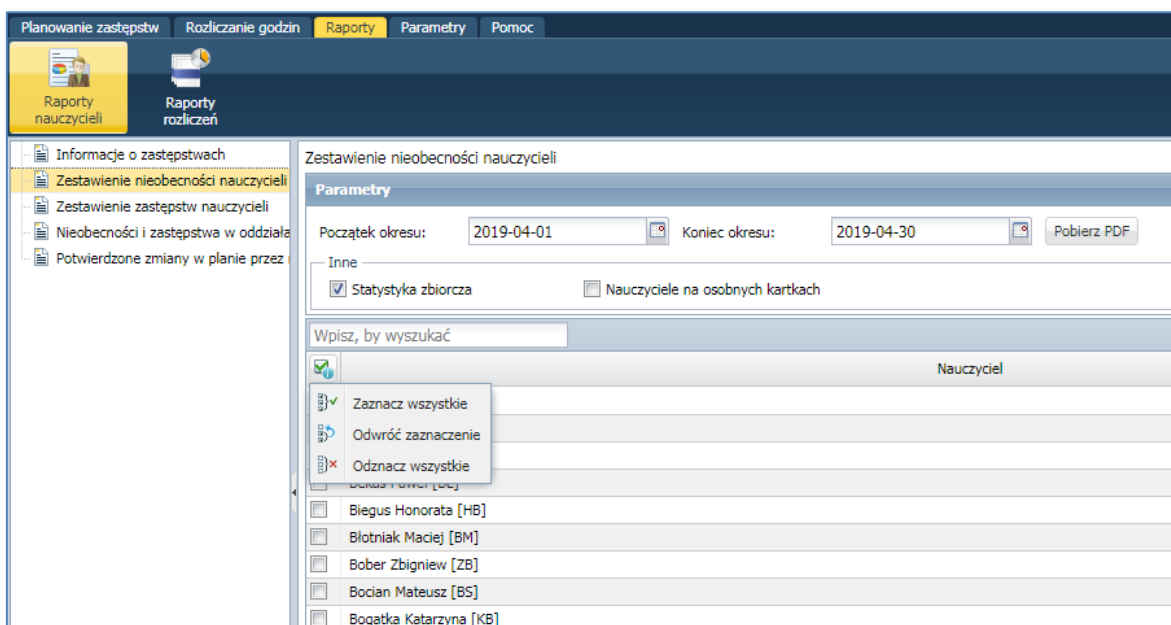 Planowanie zastępstw Rozliczanie godzin Raporty Parametry Pomoc
Raporty nauczycieli
Raporty rozliczeń
Informacje o zastępstwach
Zestawienie nieobecności nauczycieli
Zestawienie zastępstw nauczycieli
Nieobecności i zastępstwa w oddziała
Potwierdzone zmiany w planie przez
Zestawienie nieobecności nauczycieli
Parametry
Początek okresu: 2019-04-01 Koniec okresu: 2019-04-30 Pobierz PDF
Inne
Statystyka zbiorcza Nauczyciele na osobnych kartkach
Wpisz, by wyszukać
Nauczyciel
Zaznacz wszystkie
Odwróć zaznaczenie
Odznacz wszystkie
Biegus Honorata [HB]
Błotniak Maciej [BM]
Bober Zbigniew [ZB]
Bocian Mateusz [BS]
Bogatka Katarzyna [KB]